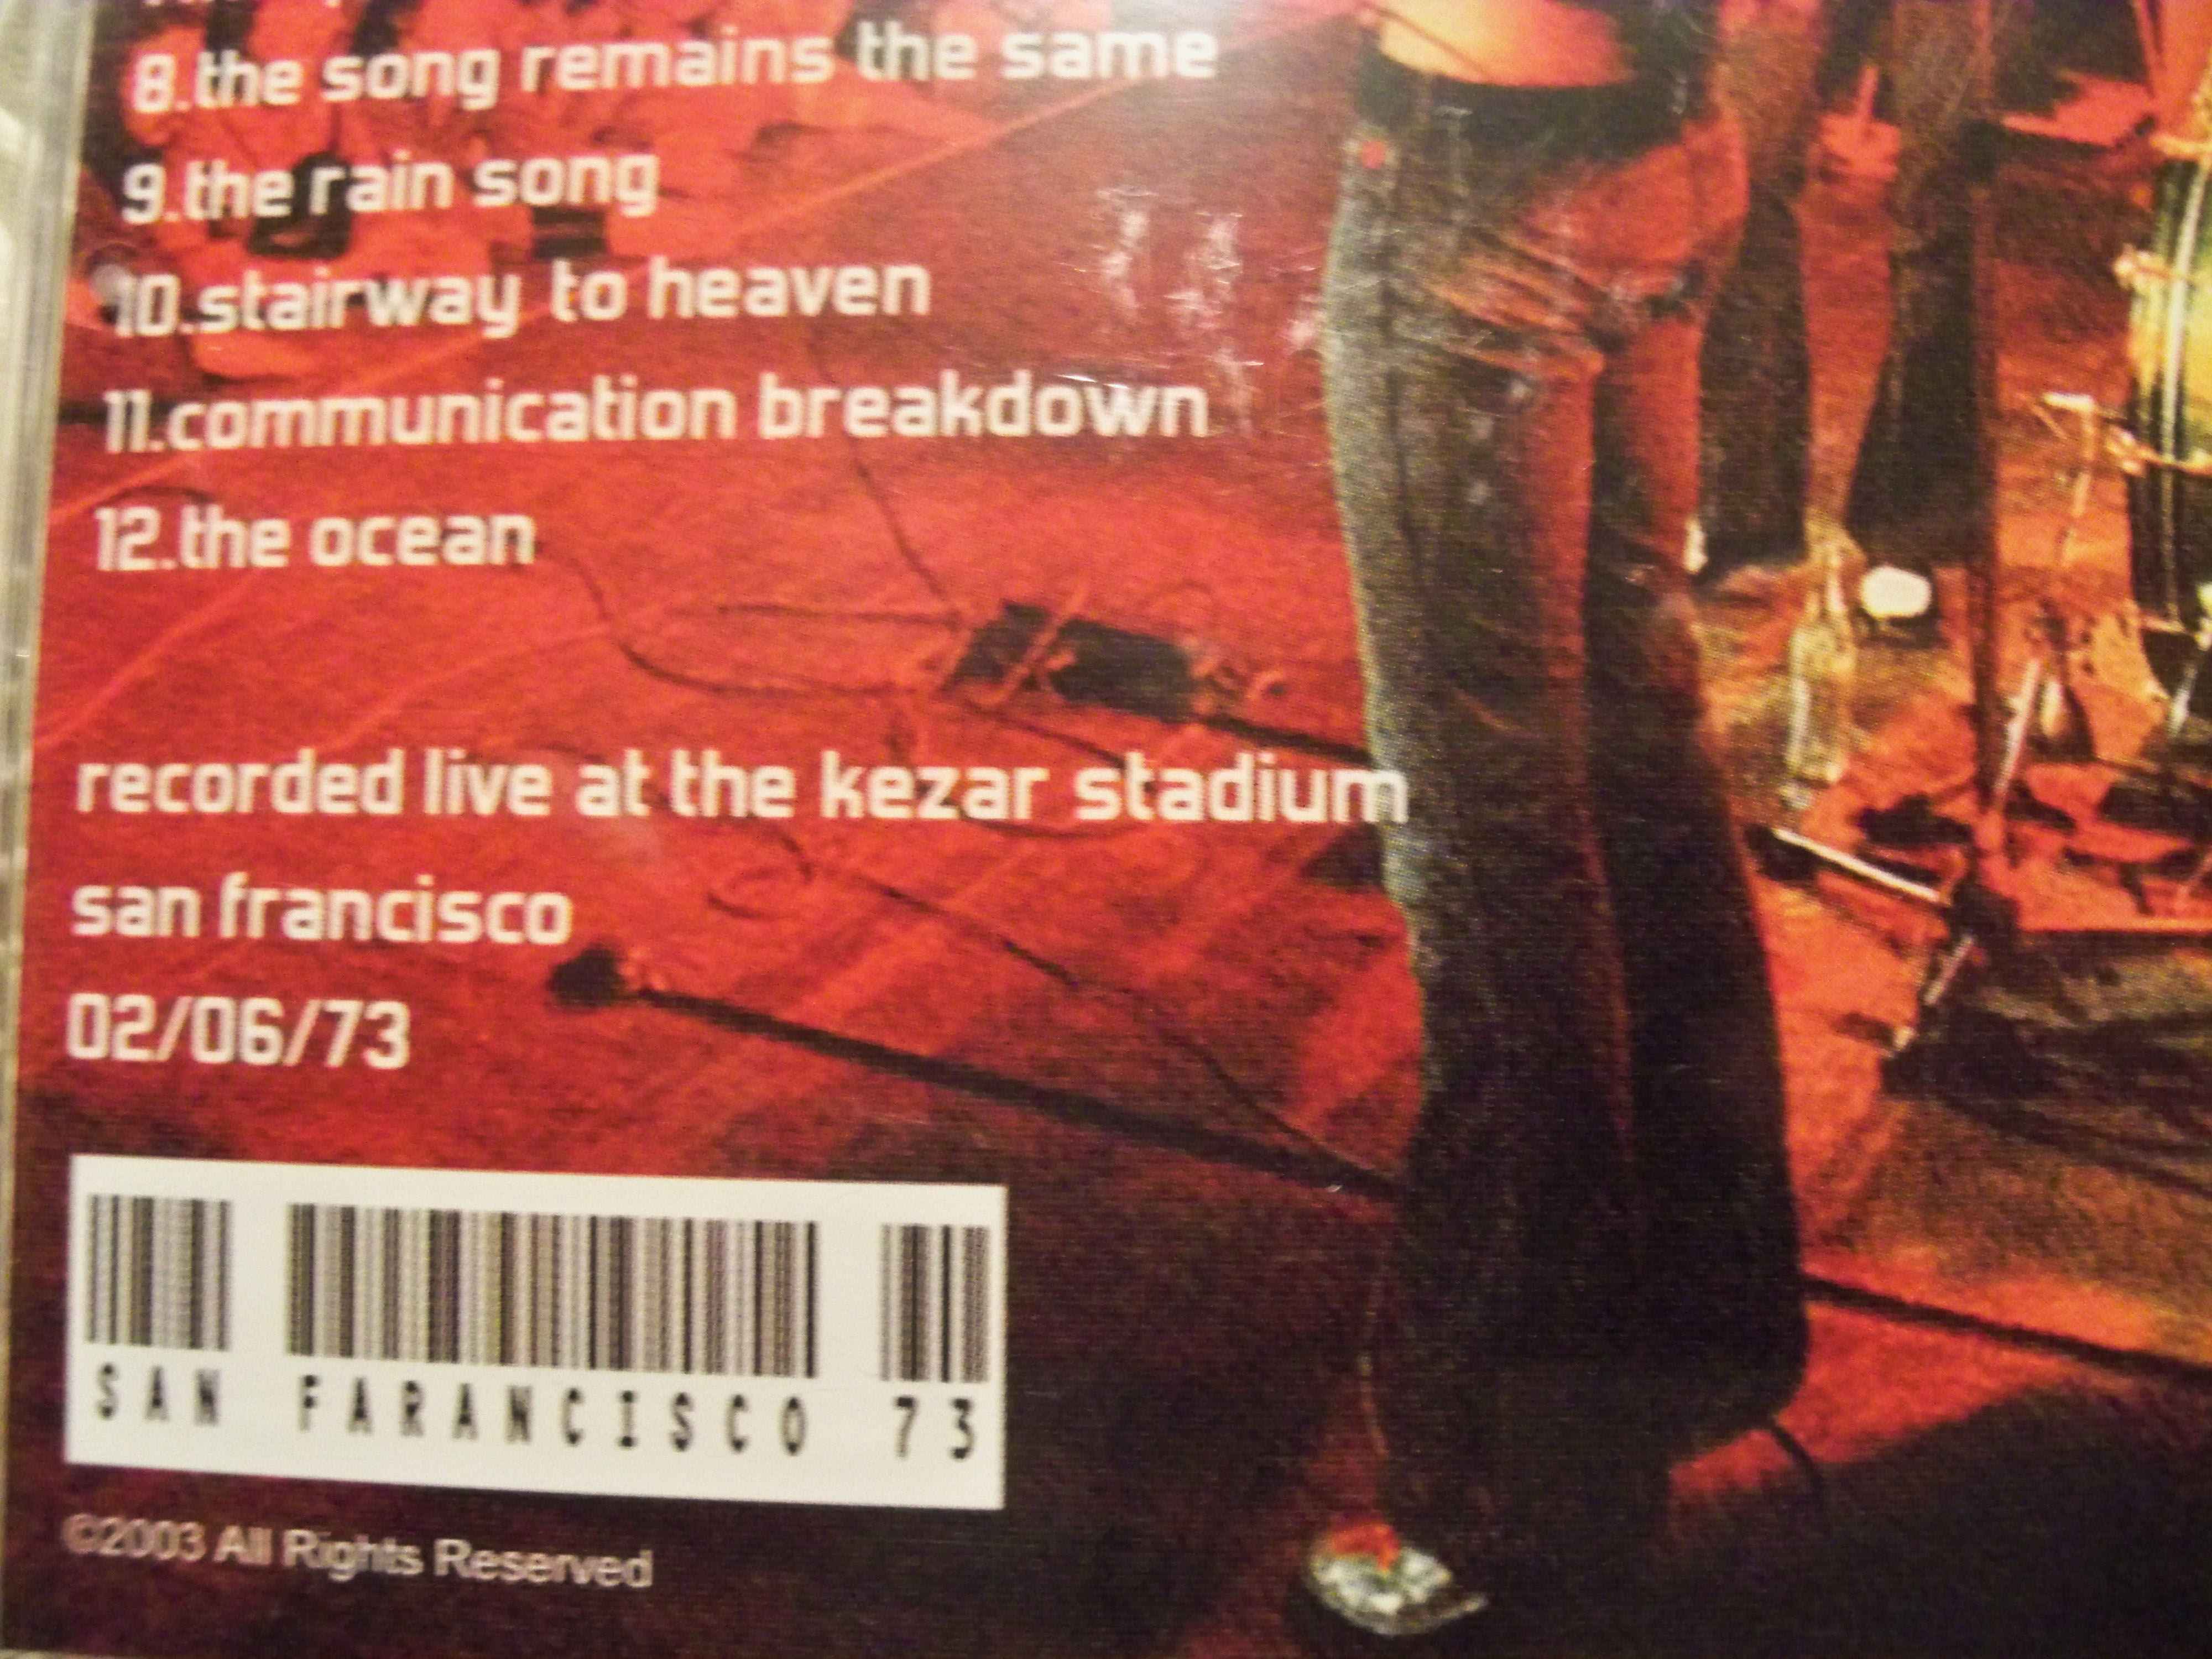 8.the song remains the same
9.the rain song
10.stairway to heaven
11.communication breakdown
12.the ocean
recorded live at the kezar stadium
san francisco
02/06/73
SAN FARANCISCO 73
©2003 All Rights Reserved